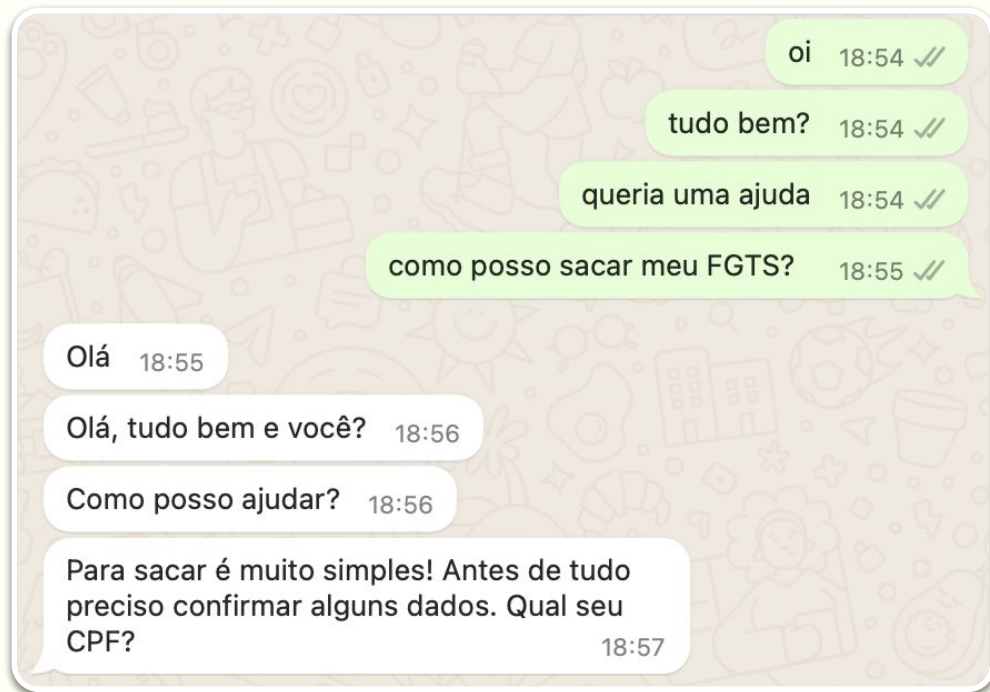 oi 18:54
tudo bem? 18:54
queria uma ajuda 18:54
como posso sacar meu FGTS? 18:55
Olá 18:55
Olá, tudo bem e você? 18:56
Como posso ajudar? 18:56
Para sacar é muito simples! Antes de tudo
preciso confirmar alguns dados. Qual seu
CPF? 18:57